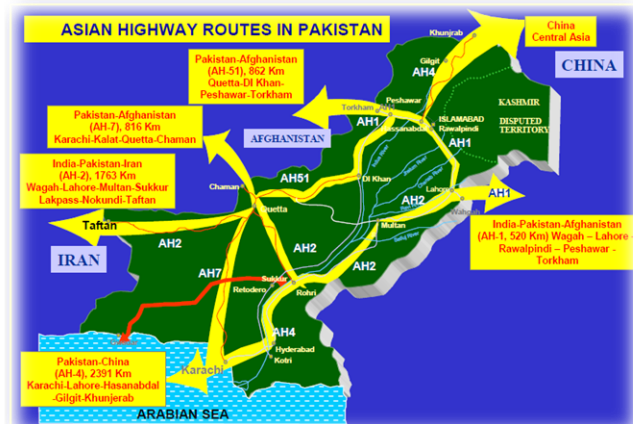 ASIAN HIGHWAY ROUTES IN PAKISTAN
China
Central Asia
CHINA
Khunjrab
Gilgit
AH4
Pakistan-Afghanistan
(AH-51), 862 Km
Quetta-DI Khan-
Peshawar-Torkham
Peshawar
Torkham
AH1
ISLAMABAD
Rawalpindi
KASHMIR
DISPUTED
TERRITORY
Pakistan-Afghanistan
(AH-7), 816 Km
Karachi-Kalat-Quetta-Chaman
AFGHANISTAN
AH1
India-Pakistan-Iran
(AH-2), 1763 KM
Wagah-Lahore-Multan-Sukkur
Lakpass-Nokundi-Taftan
Chaman
AH51
DI Khan
AH2
AH1
Quetta
Multan
India-Pakistan-Afghanistan
(AH-1, 520 Km) Wagah – Lahore -
Rawalpindi – Peshawar -
Torkham
Taftan
IRAN
AH2
AH2
AH2
AH7
Sukkur
Retodero
Rohri
AH4
Pakistan-China
(AH-4), 2391 Km
Karachi-Lahore-Hasanabdal
-Gilgit-Khunjerab
Karachi
Hyderabad
Kotri
ARABIAN SEA